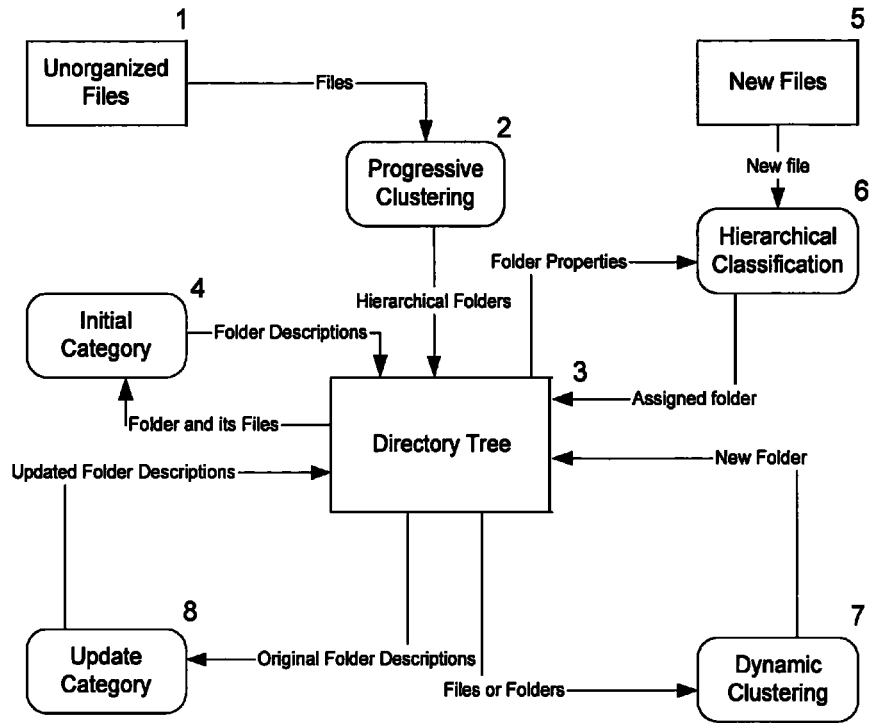 1
Unorganized
Files
Files
2
Progressive
Clustering
5
New Files
New file
6
Hierarchical
Classification
Folder Properties
Hierarchical Folders
4
Initial
Category
Folder Descriptions
3
Directory Tree
Assigned folder
Folder and its Files
New Folder
Updated Folder Descriptions
8
Update
Category
Original Folder Descriptions
Files or Folders
7
Dynamic
Clustering